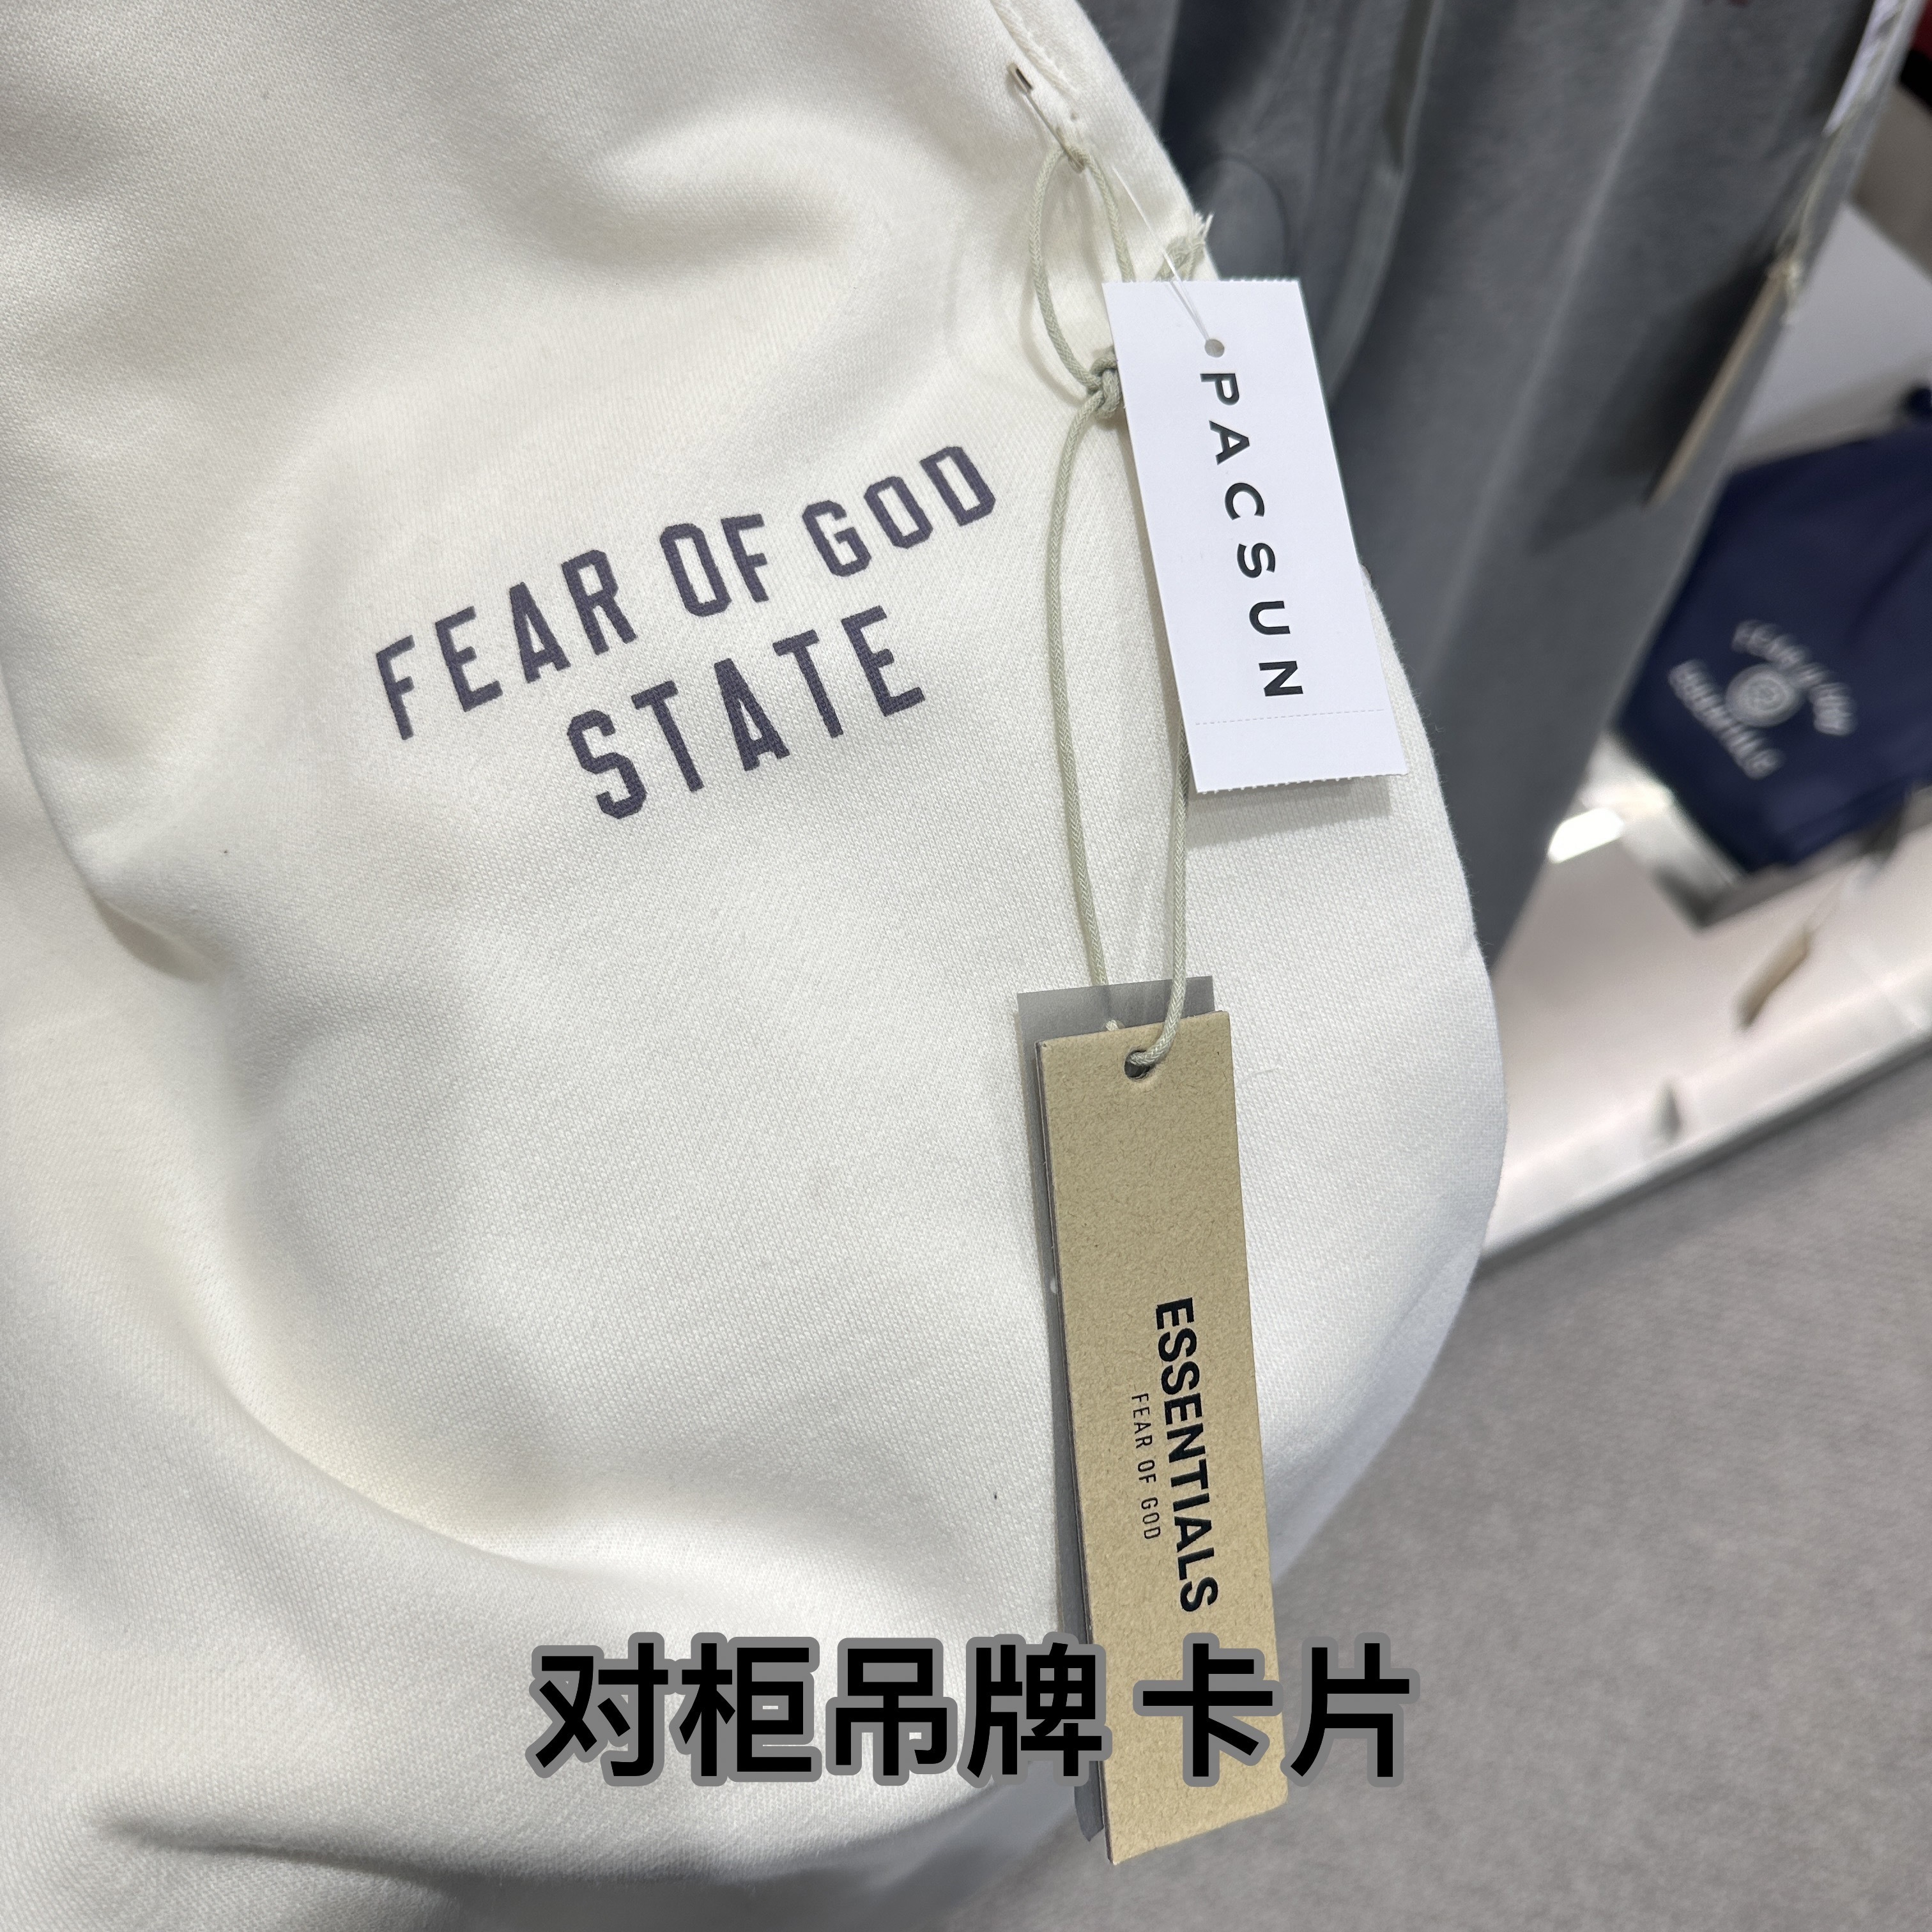 FEAR OF GOD
STATE
PACSUN
ESSENTIALS
FEAR OF GOD
对柜吊牌 卡片